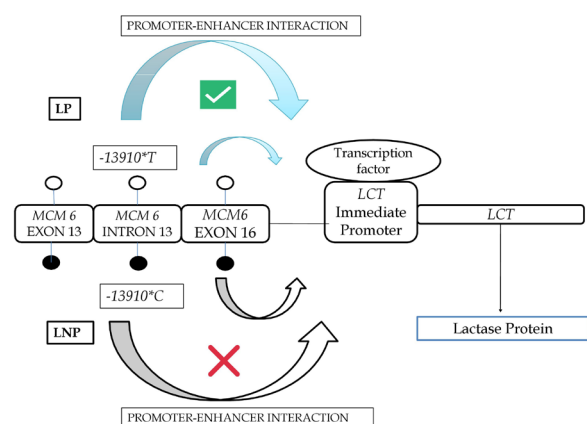 PROMOTER-ENHANCER INTERACTION
LP
-13910*T
Transcription
factor
MCM 6
EXON 13
MCM 6
INTRON 13
MCM6
EXON 16
LCT
Immediate
Promoter
LCT
-13910*C
LNP
Lactase Protein
PROMOTER-ENHANCER INTERACTION